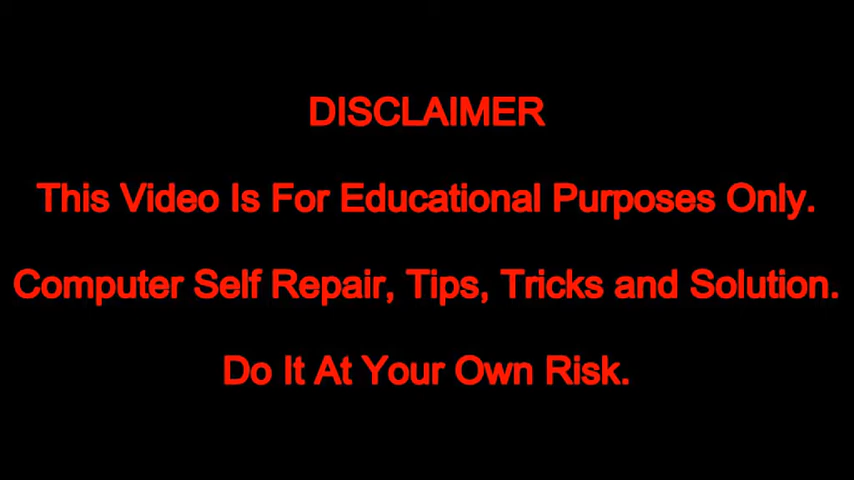 DISCLAIMER
This Video Is For Educational Purposes Only.
Computer Self Repair, Tips, Tricks and Solution.
Do It At Your Own Risk.